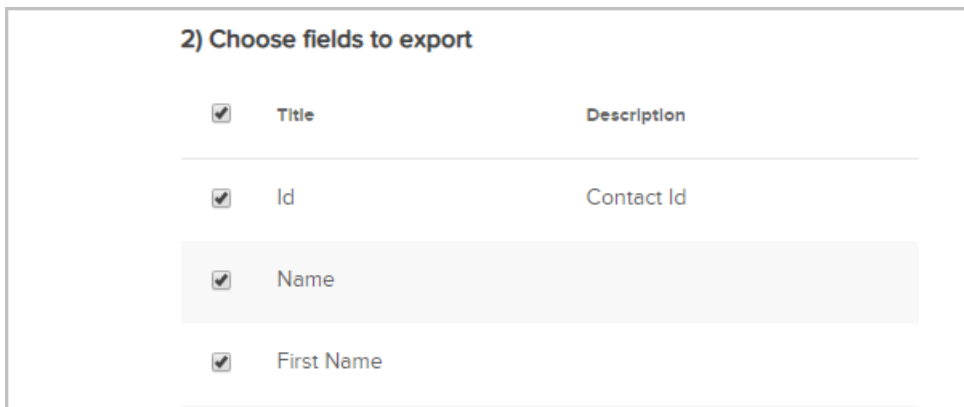 2) Choose fields to export
Title Description
Id Contact Id
Name
First Name